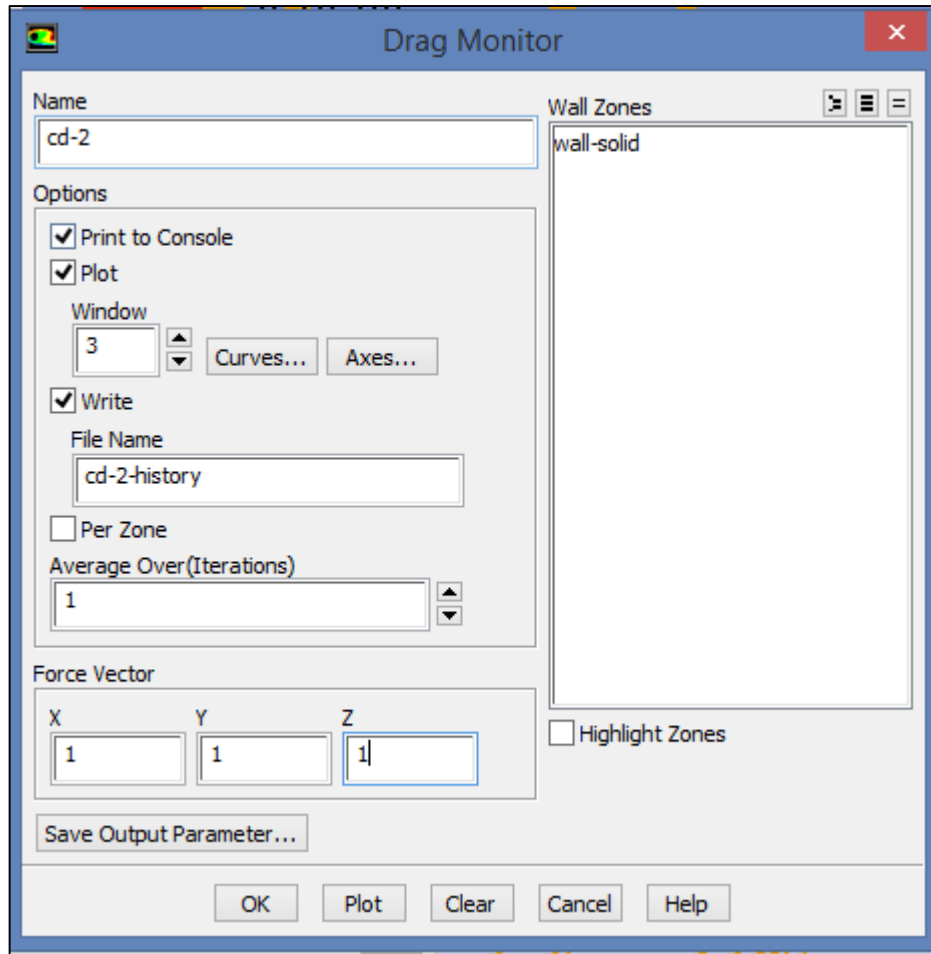 Drag Monitor
Name
cd-2
Options
Print to Console
Plot
Window
3
Curves...
Axes...
Write
File Name
cd-2-history
Per Zone
Average Over(Iterations)
1
Force Vector
X Y Z
1 1 1
Save Output Parameter...
Wall Zones
wall-solid
Highlight Zones
OK Plot Clear Cancel Help